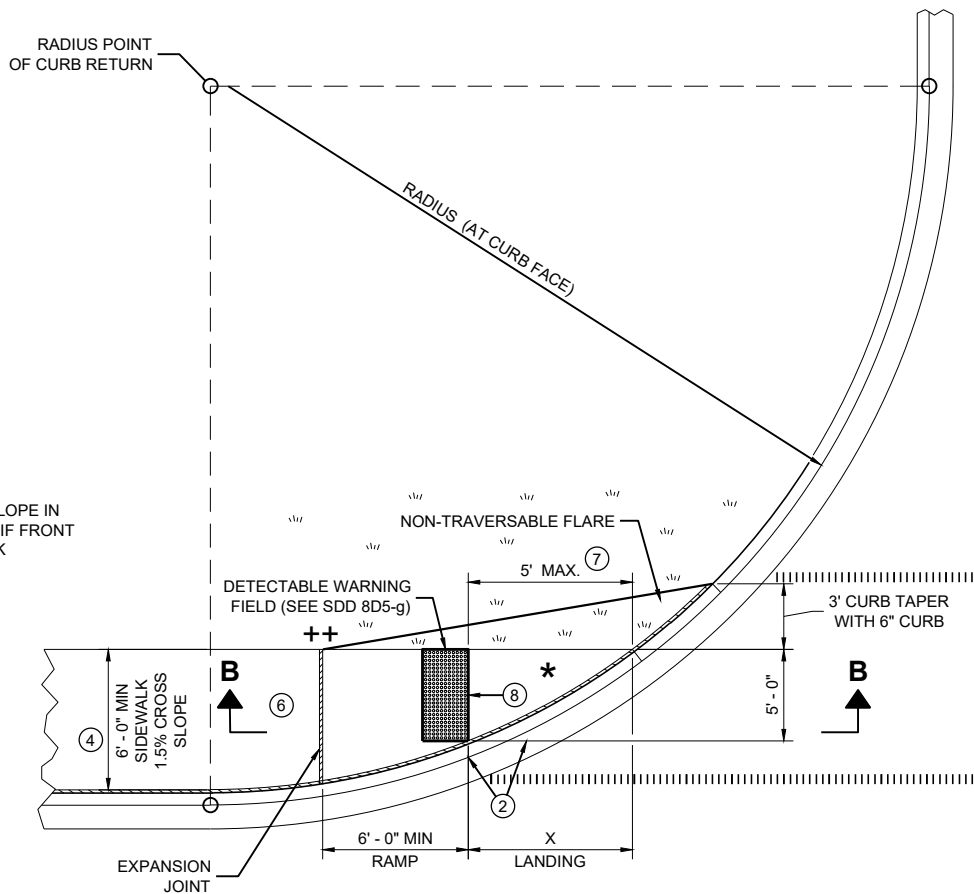 RADIUS POINT
OF CURB RETURN
RADIUS (AT CURB FACE)
LOPE IN
IF FRONT
K
NON-TRAVERSABLE FLARE
5' MAX. 7
DETECTABLE WARNING
FIELD (SEE SDD 8D5-g)
3' CURB TAPER
WITH 6" CURB
++
*
B
B
6
8
4
6' - 0" MIN
SIDEWALK
1.5% CROSS
SLOPE
5' - 0"
2
6' - 0" MIN
RAMP
X
LANDING
EXPANSION
JOINT